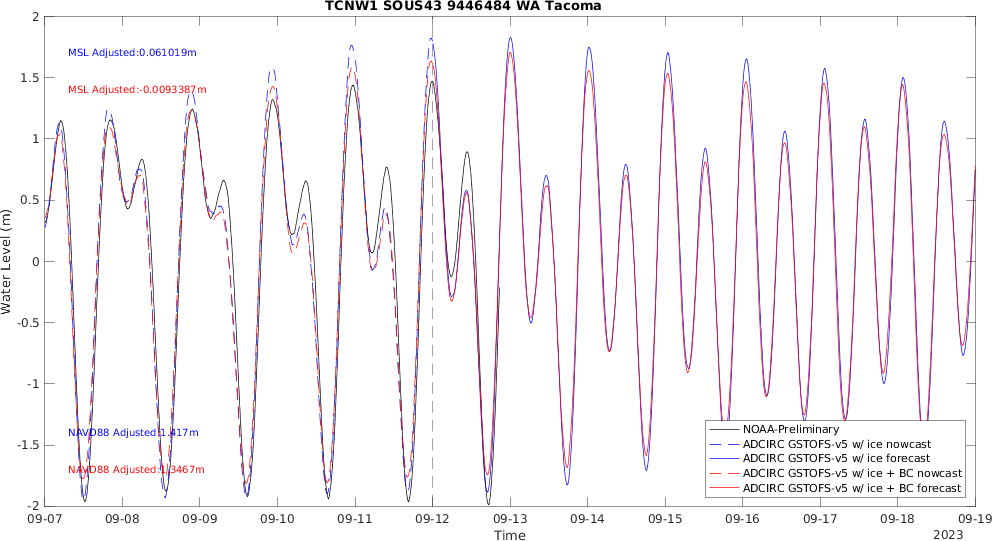 TCNW1 SOUS43 9446484 WA Tacoma
2
1.5
1
0.5
0
-0.5
-1
-1.5
-2
Water Level (m)
MSL Adjusted:0.061019m
MSL Adjusted:-0.0093387m
NAVD88 Adjusted:1.417m
NAVD88 Adjusted:1.3467m
NOAA-Preliminary
ADCIRC GSTOFS-v5 w/ ice nowcast
ADCIRC GSTOFS-v5 w/ ice forecast
ADCIRC GSTOFS-v5 w/ ice + BC nowcast
ADCIRC GSTOFS-v5 w/ ice + BC forecast
09-07 09-08 09-09 09-10 09-11 09-12 09-13 09-14 09-15 09-16 09-17 09-18 09-19
Time
2023